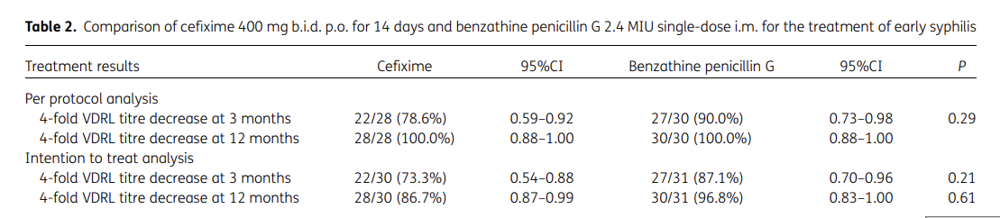 Table 2. Comparison of cefixime 400 mg b.i.d. p.o. for 14 days and benzathine penicillin G 2.4 MIU single-dose i.m. for the treatment of early syphilis
Treatment results Cefixime 95%CI Benzathine penicillin G 95%CI P
Per protocol analysis
4-fold VDRL titre decrease at 3 months 22/28 (78.6%) 0.59–0.92 27/30 (90.0%) 0.73–0.98 0.29
4-fold VDRL titre decrease at 12 months 28/28 (100.0%) 0.88–1.00 30/30 (100.0%) 0.88–1.00
Intention to treat analysis
4-fold VDRL titre decrease at 3 months 22/30 (73.3%) 0.54–0.88 27/31 (87.1%) 0.70–0.96 0.21
4-fold VDRL titre decrease at 12 months 28/30 (86.7%) 0.87–0.99 30/31 (96.8%) 0.83–1.00 0.61